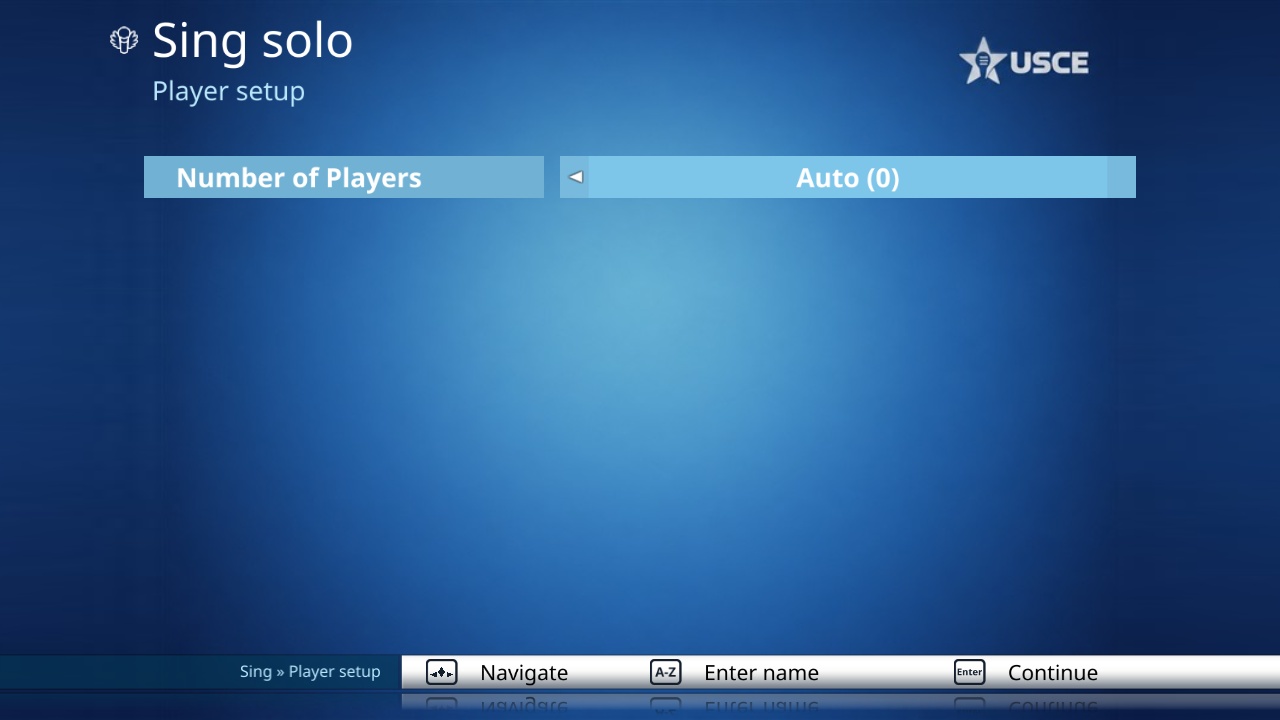 Sing solo
USCE
Player setup
Number of Players
Auto (0)
Sing » Player setup
Navigate
A-Z
Enter name
Enter
Continue